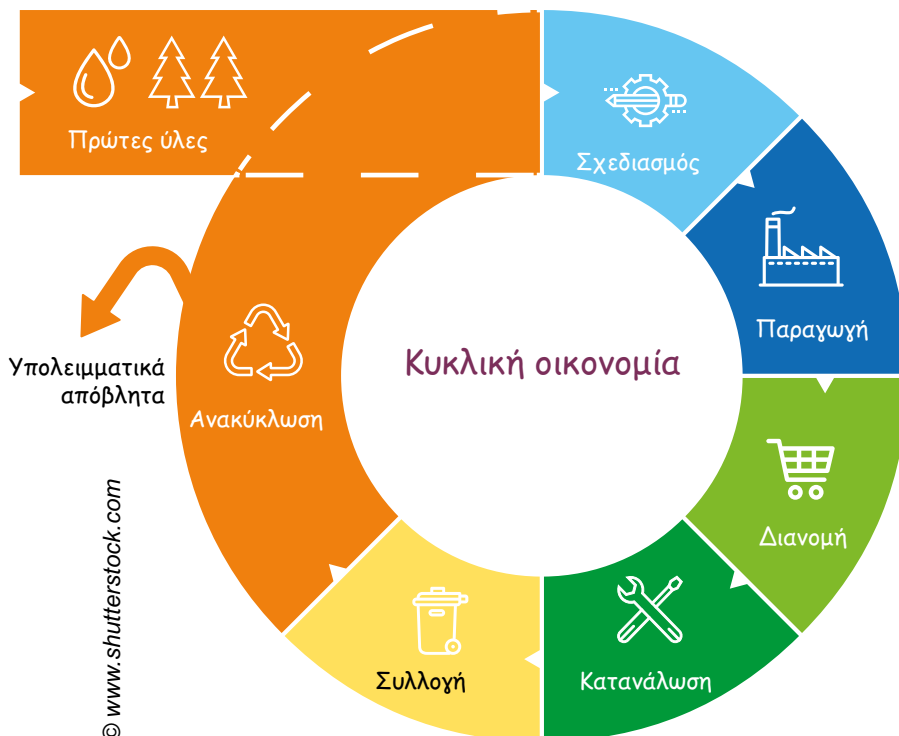 Πρώτες ύλες
Σχεδιασμός
Παραγωγή
Υπολειμματικά
απόβλητα
Κυκλική οικονομία
Ανακύκλωση
Διανομή
Κατανάλωση
Συλλογή
© www.shutterstock.com